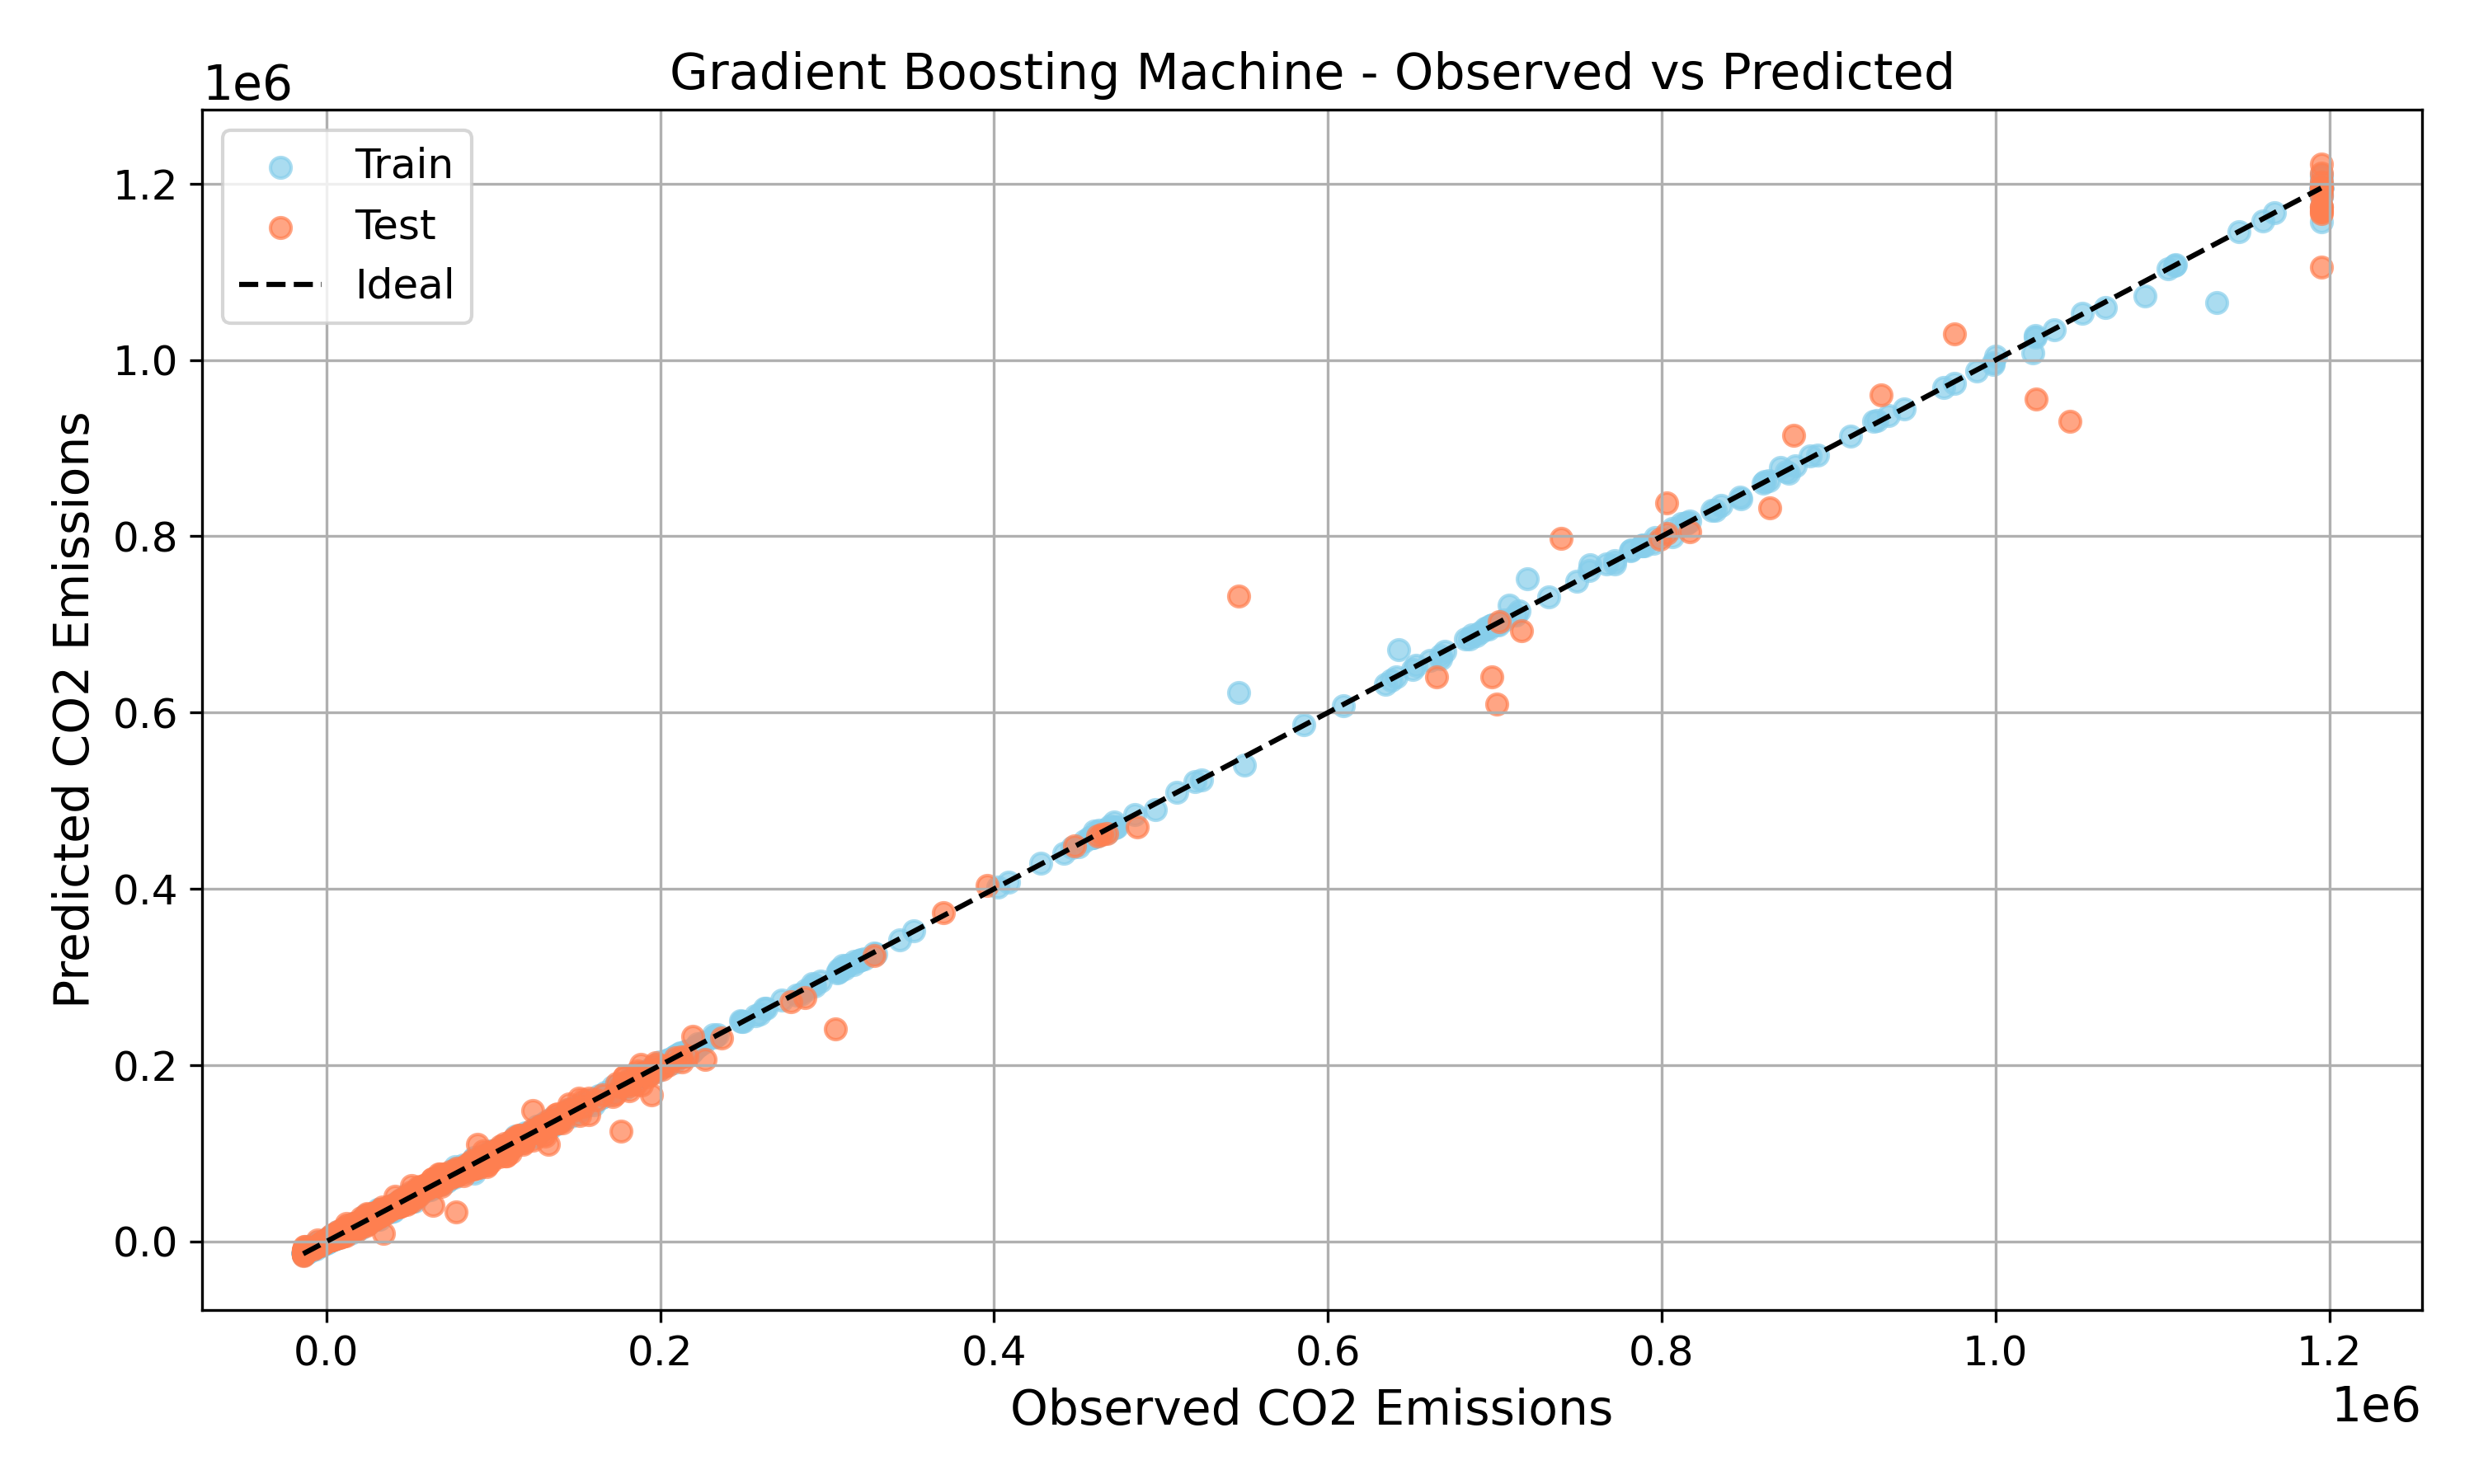 Gradient Boosting Machine - Observed vs Predicted
1e6
Train
Test
Ideal
1.2
1.0
0.8
0.6
0.4
0.2
0.0
Predicted CO2 Emissions
0.0 0.2 0.4 0.6 0.8 1.0 1.2
Observed CO2 Emissions
1e6